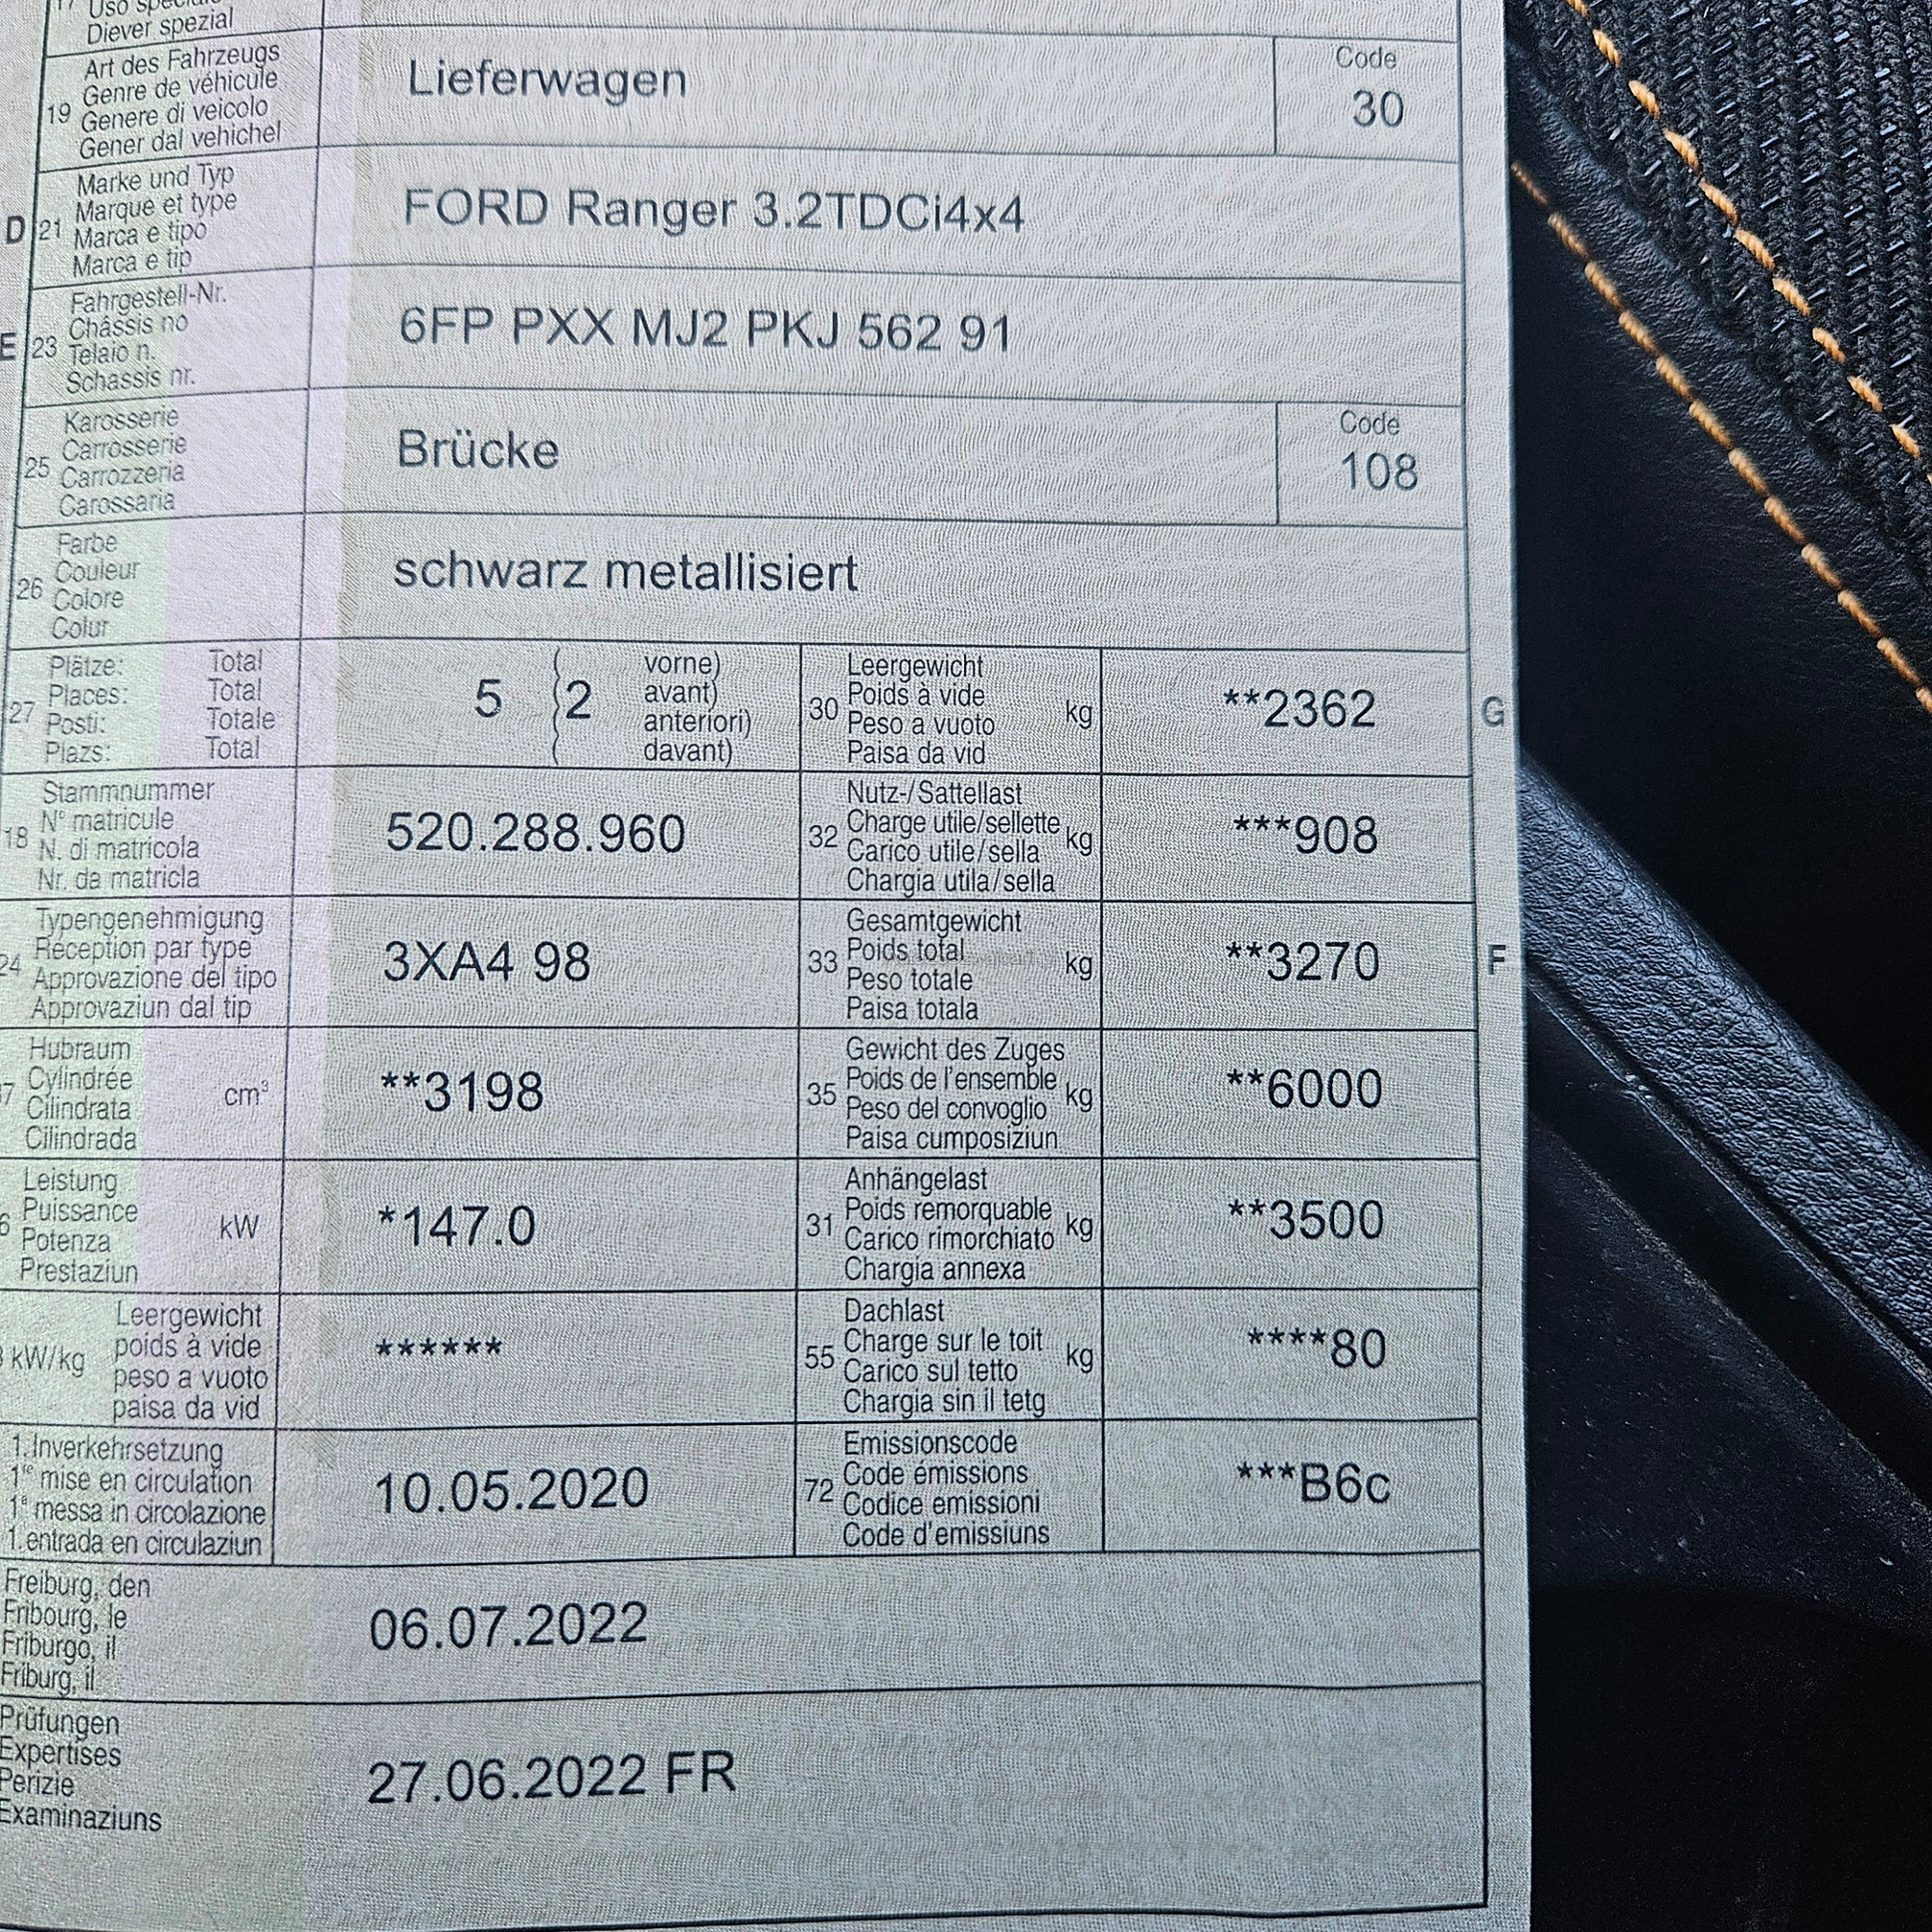 17 Uso speciale
Diever spezial
19 Art des Fahrzeugs
Genre de véhicule
Genere di veicolo
Gener dal vehichel
Lieferwagen
Code
30
D 21 Marke und Typ
Marque et type
Marca e tipo
Marca e tip
FORD Ranger 3.2TDCi4x4
E 23 Fahrgestell-Nr.
Châssis no
Telaio n.
Schassis nr.
6FP PXX MJ2 PKJ 562 91
25 Karosserie
Carrosserie
Carrozzeria
Carossaria
Brücke
Code
108
26 Farbe
Couleur
Colore
Colur
schwarz metallisiert
27 Plätze: Total
Places: Total
Posti: Totale
Plazs: Total
5 (2 vorne)
avant)
anteriori)
davant)
30 Leergewicht
Poids à vide
Peso a vuoto
Paisa da vid
kg
**2362
G
18 Stammnummer
N° matricule
N. di matricola
Nr. da matricla
520.288.960
32 Nutz-/Sattellast
Charge utile/sellette
Carico utile/sella
Chargia utila/sella
kg
***908
24 Typengenehmigung
Réception par type
Approvazione del tipo
Approvaziun dal tip
3XA4 98
33 Gesamtgewicht
Poids total
Peso totale
Paisa totala
kg
**3270
F
7 Hubraum
Cylindrée
Cilindrata
Cilindrada
cm³
**3198
35 Gewicht des Zuges
Poids de l'ensemble
Peso del convoglio
Paisa cumposiziun
kg
**6000
6 Leistung
Puissance
Potenza
Prestaziun
kW
*147.0
31 Anhängelast
Poids remorquable
Carico rimorchiato
Chargia annexa
kg
**3500
kW/kg Leergewicht
poids à vide
peso a vuoto
paisa da vid
******
55 Dachlast
Charge sur le toit
Carico sul tetto
Chargia sin il tetg
kg
****80
1.Inverkehrsetzung
1re mise en circulation
1a messa in circolazione
1.entrada en circulaziun
10.05.2020
72 Emissionscode
Code émissions
Codice emissioni
Code d'emissiuns
***B6c
Freiburg, den
Fribourg, le
Friburgo, il
Friburg, il
06.07.2022
Prüfungen
Expertises
Perizie
Examinaziuns
27.06.2022 FR